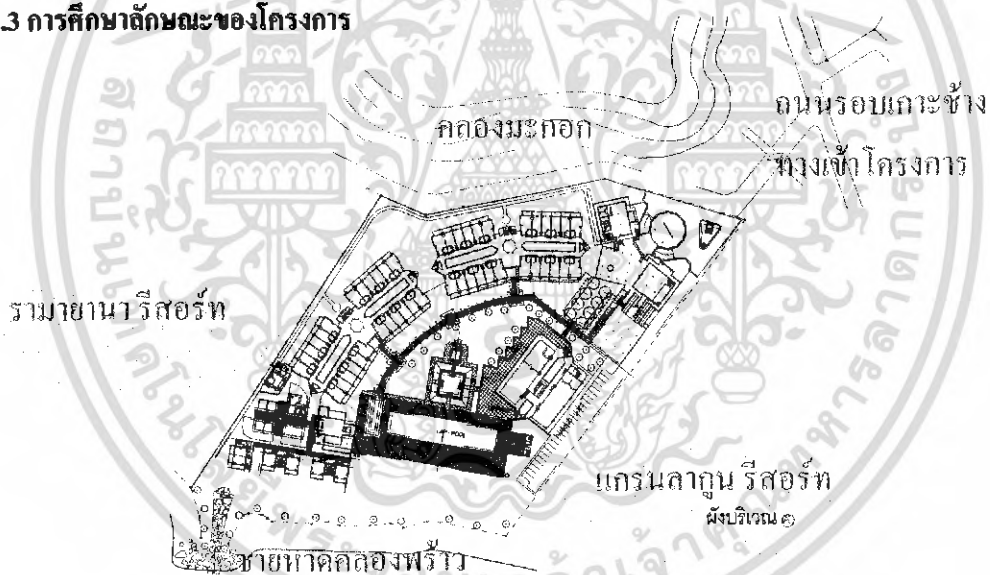 .3 การศึกษาลักษณะของโครงการ
ถนนรอบเกาะช้าง
คลองมะกอก
ทางเข้าโครงการ
รามายานา รีสอร์ท
LAP POOL
แกรนลากูน รีสอร์ท
ผังบริเวณ
ชายหาดคลองพร้าว